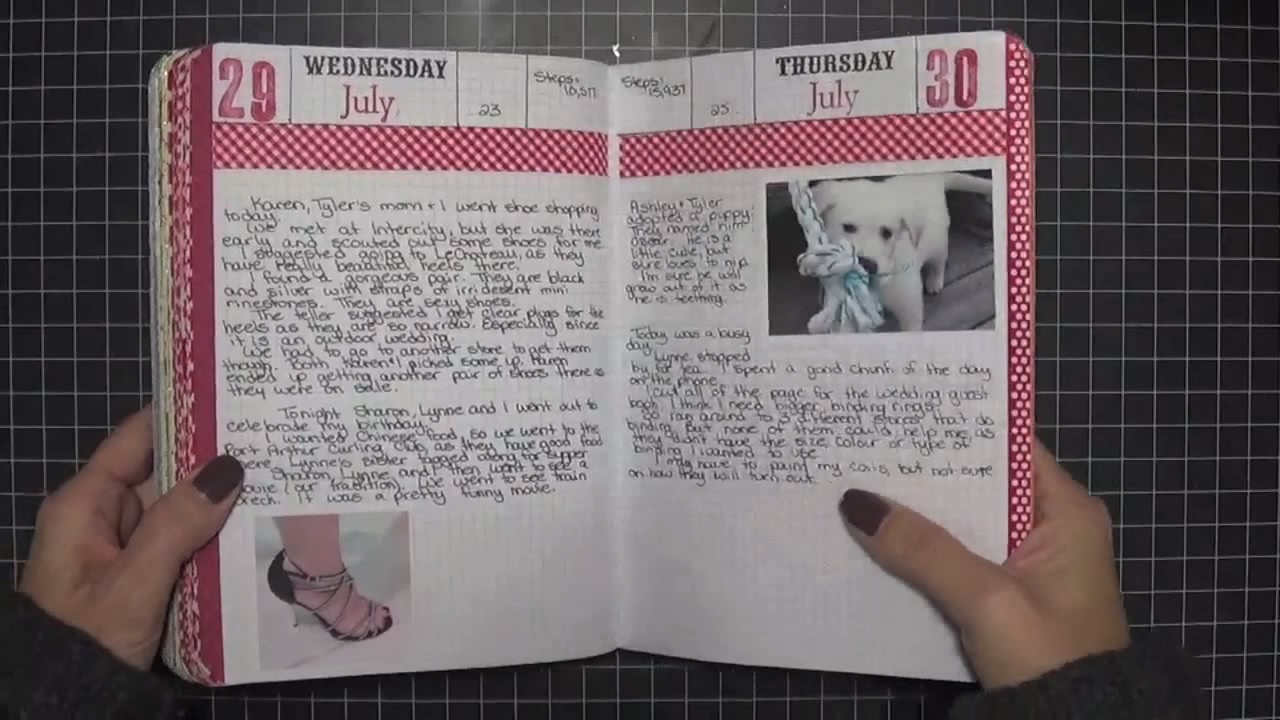 29
WEDNESDAY
July
23
Steps:
10,511
Karen, Tyler's mom + I went shoe shopping
today.
We met at Intercity, but she was there
early and scouted out some shoes for me
I suggested going to LeChateau, as they
have really beautiful heels there.
I found a gorgeous pair. They are black
and silver with straps of irridesent mini
rinestones. They are sexy shoes.
The teller suggested I get clear plugs for the
heels as they are so narrow. Especially since
it is an outdoor wedding.
We had to go to another store to get them
though. Both Karen + I picked some up. Karen
ended up getting another pair of shoes there as
they were on sale.
Tonight Sharon, Lynne and I went out to
celebrate my birthday.
I wanted Chinese food, so we went to the
Port Arthur Curling Club as they have good food
there. Lynne's sister tagged along for supper
Sharon, Lynne and I then went to see a
movie (our tradition). We went to see train
wreck. It was a pretty funny movie.
Steps:
13,937
25
THURSDAY
July
30
Ashley + Tyler
adopted a puppy.
They named him
Oscar. He is a
little cute, but
sure loves to nip.
I'm sure he will
grow out of it as
he is teething.
Today was a busy
day.
Lynne stopped
by for tea. I spent a good chunk of the day
on the phone.
I cut all of the page for the wedding guest
book. I think I need bigger binding rings.
So ran around to 3 different stores that do
binding. But none of them could help me as
they didn't have the size, colour or type of
binding I wanted to use.
I may have to paint my coils, but not sure
on how they will turn out.